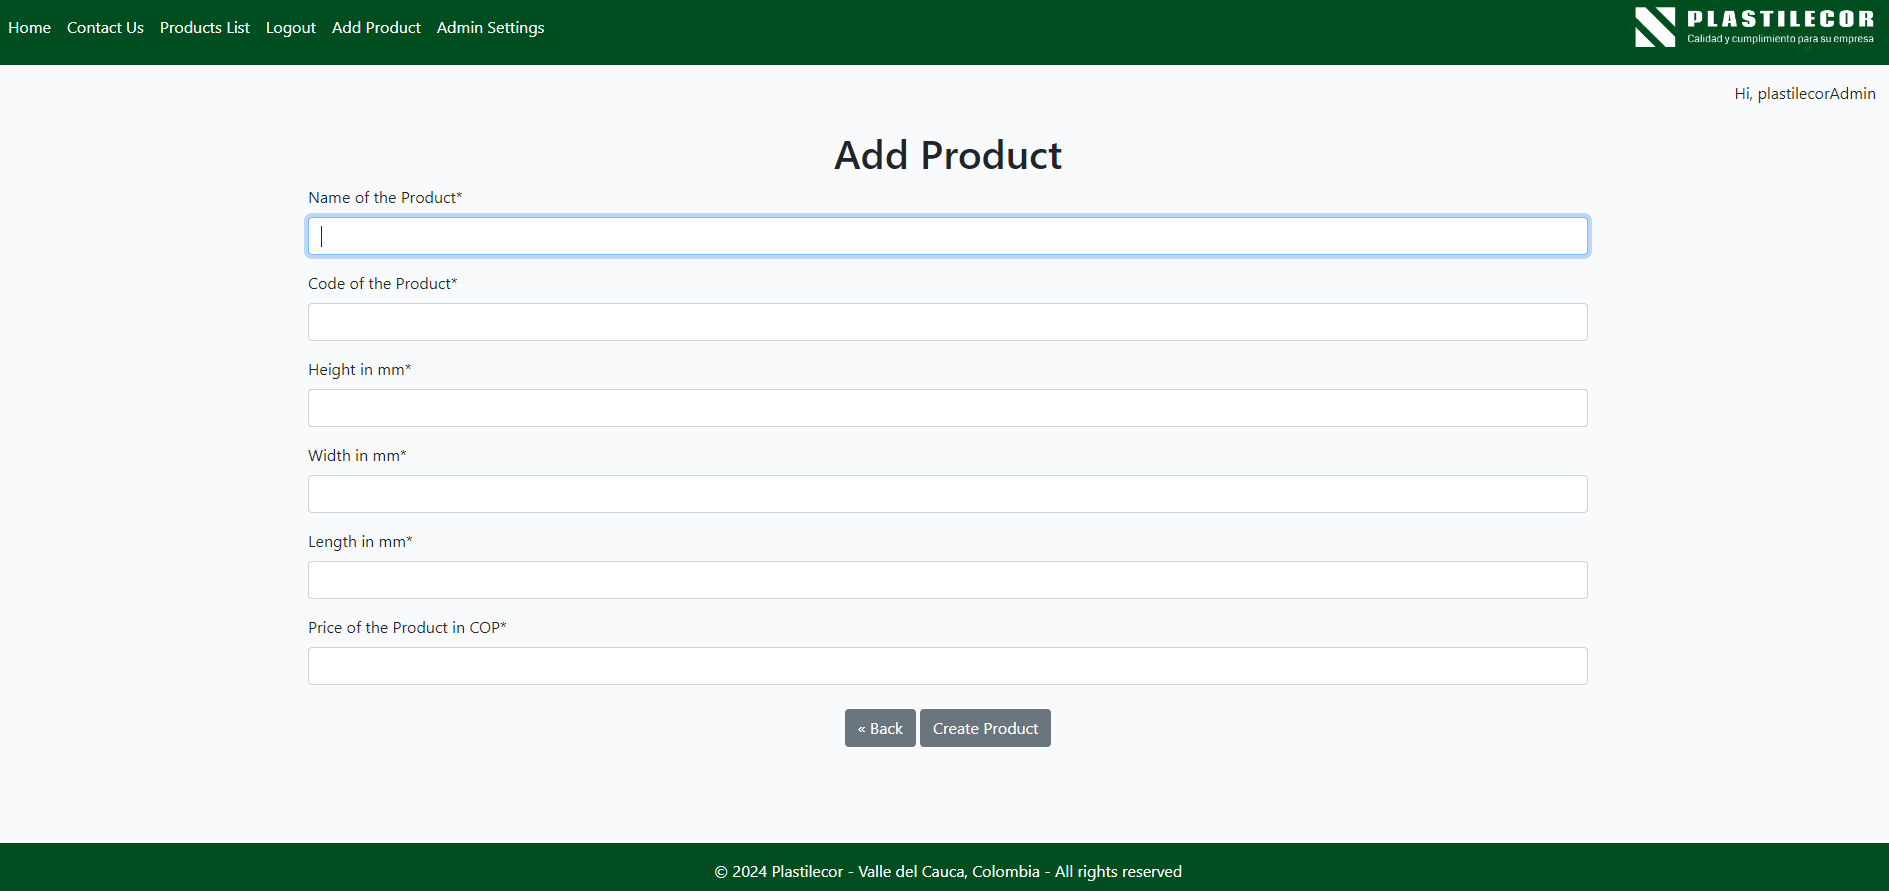 Home Contact Us Products List Logout Add Product Admin Settings
PLASTILECOR
Calidad y cumplimiento para su empresa
Hi, plastilecorAdmin
Add Product
Name of the Product*
Code of the Product*
Height in mm*
Width in mm*
Length in mm*
Price of the Product in COP*
« Back Create Product
© 2024 Plastilecor - Valle del Cauca, Colombia - All rights reserved